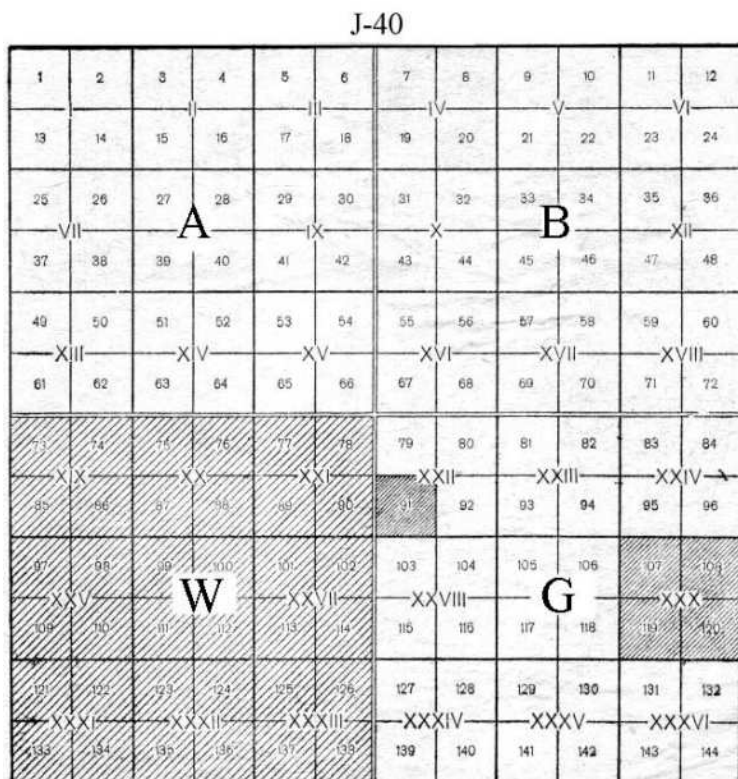 J-40
1 2 3 4 5 6 7 8 9 10 11 12
I II III IV V VI
13 14 15 16 17 18 19 20 21 22 23 24
25 26 27 28 29 30 31 32 33 34 35 36
VII A IX X B XII
37 38 39 40 41 42 43 44 45 46 47 48
49 50 51 52 53 54 55 56 57 58 59 60
XIII XIV XV XVI XVII XVIII
61 62 63 64 65 66 67 68 69 70 71 72
73 74 75 76 77 78 79 80 81 82 83 84
XIX XX XXI XXII XXIII XXIV
85 86 87 88 89 90 91 92 93 94 95 96
97 98 99 100 101 102 103 104 105 106 107 108
XXV W XXVII XXVIII G XXX
109 110 111 112 113 114 115 116 117 118 119 120
121 122 123 124 125 126 127 128 129 130 131 132
XXXI XXXII XXXIII XXXIV XXXV XXXVI
133 134 135 136 137 138 139 140 141 142 143 144